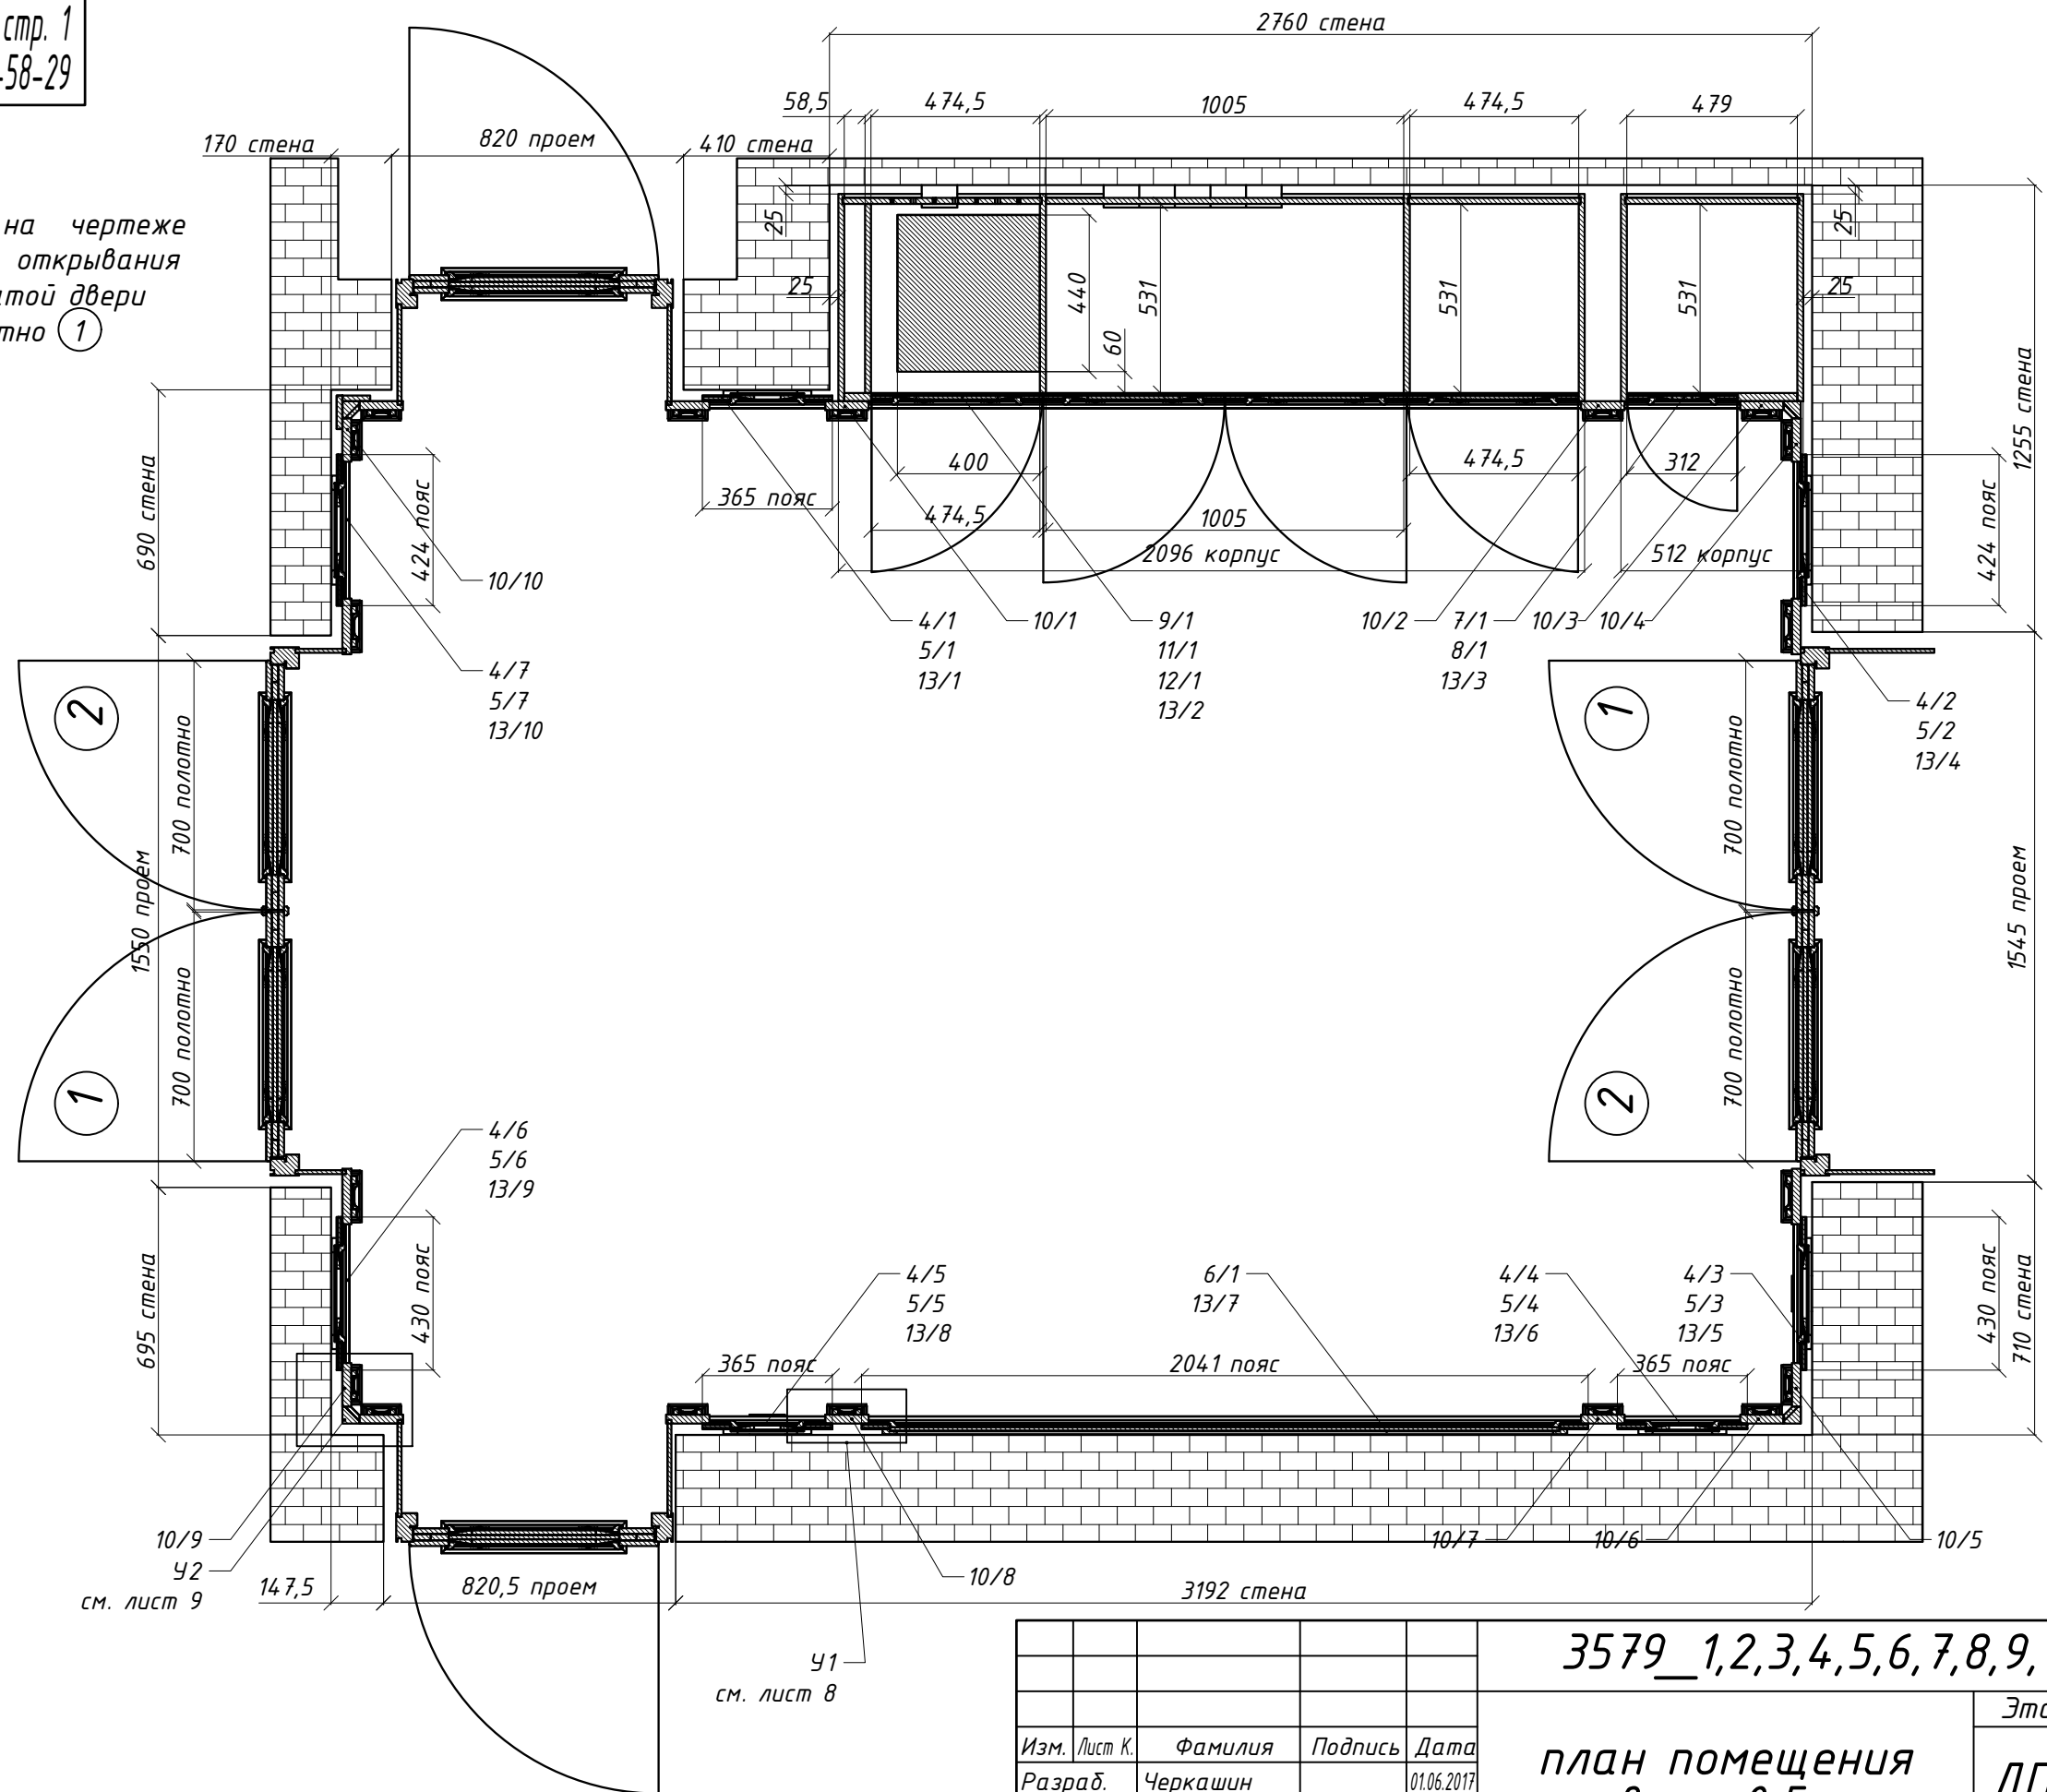 стр. 1
-58-29
на чертеже
открывания
двери
1
2760 стена
58,5
474,5
1005
474,5
479
170 стена
820 проем
410 стена
25
25
25
25
440
531
60
531
531
690 стена
424 пояс
1255 стена
424 пояс
400
474,5
312
365 пояс
474,5
1005
2096 корпус
512 корпус
10/10
4/1
5/1
13/1
10/1
9/1
11/1
12/1
13/2
10/2
7/1
8/1
13/3
10/3
10/4
4/7
5/7
13/10
4/2
5/2
13/4
2
1
700 полотно
700 полотно
1550 проем
1545 проем
700 полотно
700 полотно
1
2
4/6
5/6
13/9
695 стена
430 пояс
430 пояс
710 стена
4/5
5/5
13/8
6/1
13/7
4/4
5/4
13/6
4/3
5/3
13/5
365 пояс
2041 пояс
365 пояс
10/9
У2
см. лист 9
10/7
10/6
10/5
10/8
147,5
820,5 проем
3192 стена
У1
см. лист 8
3579_1,2,3,4,5,6,7,8,9,
Изм.
Лист
К.
Фамилия
Подпись
Дата
Разраб.
Черкашин
01.06.2017
план помещения